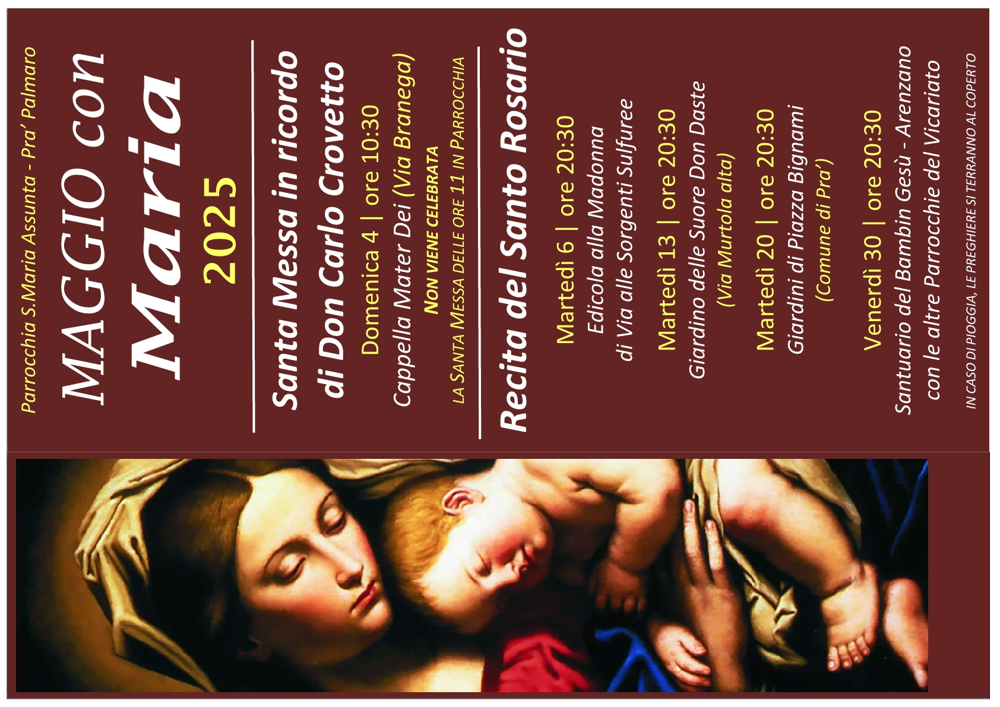 Parrocchia S.Maria Assunta - Pra’ Palmaro
MAGGIO con
Maria
2025
Santa Messa in ricordo
di Don Carlo Crovetto
Domenica 4 | ore 10:30
Cappella Mater Dei (Via Branega)
NON VIENE CELEBRATA
LA SANTA MESSA DELLE ORE 11 IN PARROCCHIA
Recita del Santo Rosario
Martedì 6 | ore 20:30
Edicola alla Madonna
di Via alle Sorgenti Sulfuree
Martedì 13 | ore 20:30
Giardino delle Suore Don Daste
(Via Murtola alta)
Martedì 20 | ore 20:30
Giardini di Piazza Bignami
(Comune di Pra’)
Venerdì 30 | ore 20:30
Santuario del Bambin Gesù - Arenzano
con le altre Parrocchie del Vicariato
IN CASO DI PIOGGIA, LE PREGHIERE SI TERRANNO AL COPERTO